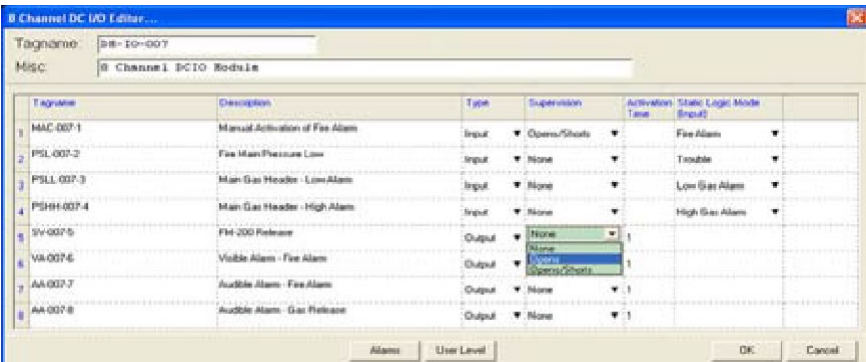 8 Channel DC I/O Editor...
Tagname: DM-IO-007
Misc: 8 Channel DCIO Module
Tagname Description Type Supervision Activation Time Static Logic Mode (Input)
1 MAC-007-1 Manual Activation of Fire Alarm Input Opens/Shorts Fire Alarm
2 PSL-007-2 Fire Main Pressure Low Input None Trouble
3 PSLL-007-3 Main Gas Header - Low Alarm Input None Low Gas Alarm
4 PSHH-007-4 Main Gas Header - High Alarm Input None High Gas Alarm
5 SV-007-5 FM-200 Release Output None 1
None
6 VA-007-6 Visible Alarm - Fire Alarm Output Opens 1
Opens/Shorts
7 AA-007-7 Audible Alarm - Fire Alarm Output None 1
8 AA-007-8 Audible Alarm - Gas Release Output None 1
Alarms User Level OK Cancel